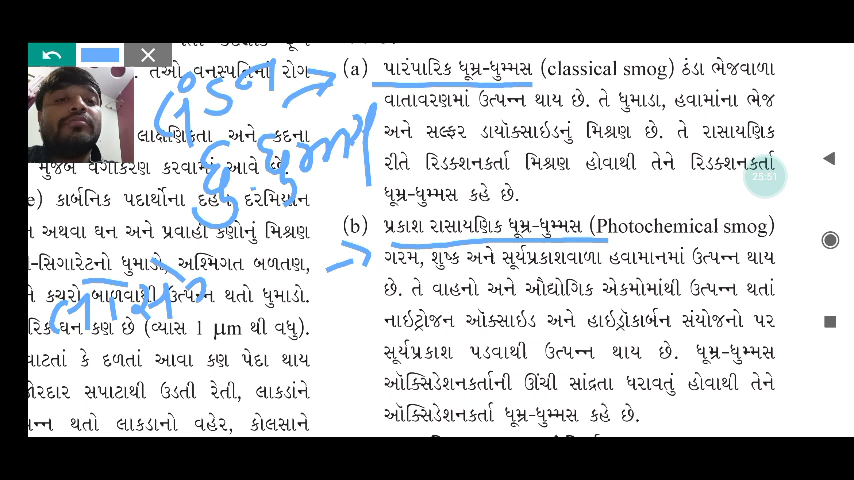 તઓ વનસ્પતિનાં રોગ
લાક્ષણિકતા અને કદના
મુજબ વર્ગીકરણ કરવામાં આવે છે.
e) કાર્બનિક પદાર્થોના દહન દરમિયાન
ન અથવા ઘન અને પ્રવાહી કણોનું મિશ્રણ
-સિગારેટનો ધુમાડો, અશ્મિગત બળતણ,
કચરો બાળવાથી ઉત્પન્ન થતો ધુમાડો.
રિક ઘન કણ છે (વ્યાસ 1 μm થી વધુ).
વાટતાં કે દળતાં આવા કણ પેદા થાય
જોરદાર સપાટાથી ઉડતી રેતી, લાકડાંને
પન્ન થતો લાકડાનો વહેર, કોલસાને
લંડન
ધુમ્મસ
(a) પારંપારિક ધૂમ્ર-ધુમ્મસ (classical smog) ઠંડા ભેજવાળા
વાતાવરણમાં ઉત્પન્ન થાય છે. તે ધુમાડા, હવામાંના ભેજ
અને સલ્ફર ડાયૉક્સાઇડનું મિશ્રણ છે. તે રાસાયણિક
રીતે રિડક્શનકર્તા મિશ્રણ હોવાથી તેને રિડક્શનકર્તા
ધૂમ્ર-ધુમ્મસ કહે છે.
25:51
(b) પ્રકાશ રાસાયણિક ધૂમ્ર-ધુમ્મસ (Photochemical smog)
ગરમ, શુષ્ક અને સૂર્યપ્રકાશવાળા હવામાનમાં ઉત્પન્ન થાય
છે. તે વાહનો અને ઔદ્યોગિક એકમોમાંથી ઉત્પન્ન થતાં
નાઇટ્રોજન ઑક્સાઇડ અને હાઇડ્રૉકાર્બન સંયોજનો પર
સૂર્યપ્રકાશ પડવાથી ઉત્પન્ન થાય છે. ધૂમ્ર-ધુમ્મસ
ઑક્સિડેશનકર્તાની ઊંચી સાંદ્રતા ધરાવતું હોવાથી તેને
ઑક્સિડેશનકર્તા ધૂમ્ર-ધુમ્મસ કહે છે.